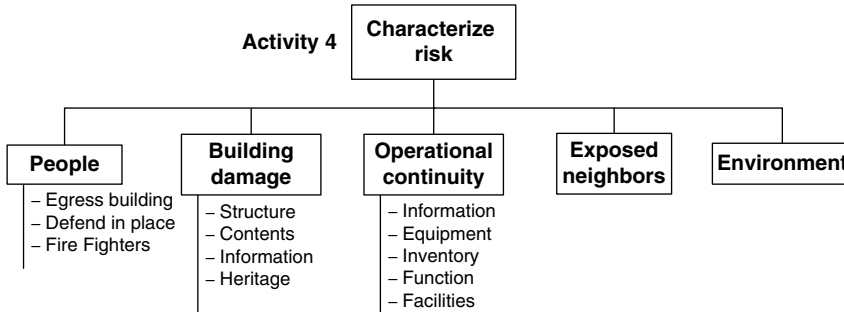 Activity 4
Characterize
risk
People
– Egress building
– Defend in place
– Fire Fighters
Building
damage
– Structure
– Contents
– Information
– Heritage
Operational
continuity
– Information
– Equipment
– Inventory
– Function
– Facilities
Exposed
neighbors
Environment